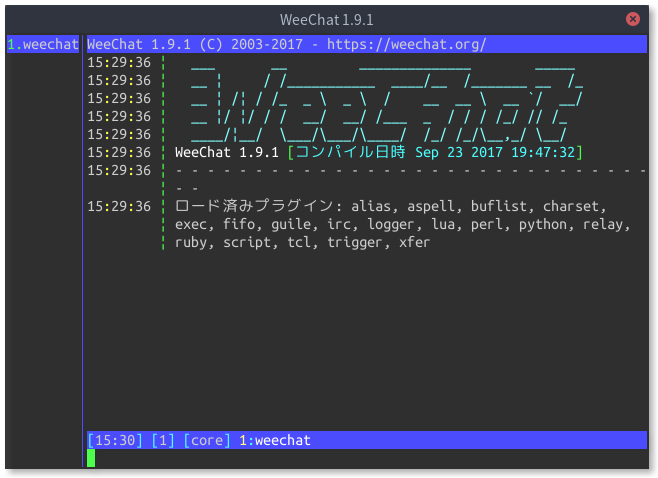 WeeChat 1.9.1
1.weechat
WeeChat 1.9.1 (C) 2003-2017 - https://weechat.org/
15:29:36
15:29:36
15:29:36
15:29:36
15:29:36
15:29:36 WeeChat 1.9.1 [コンパイル日時 Sep 23 2017 19:47:32]
15:29:36 - - - - - - - - - - - - - - - - - - - - - - - - - - -
- -
15:29:36 ロード済みプラグイン: alias, aspell, buflist, charset,
exec, fifo, guile, irc, logger, lua, perl, python, relay,
ruby, script, tcl, trigger, xfer
[15:30] [1] [core] 1:weechat